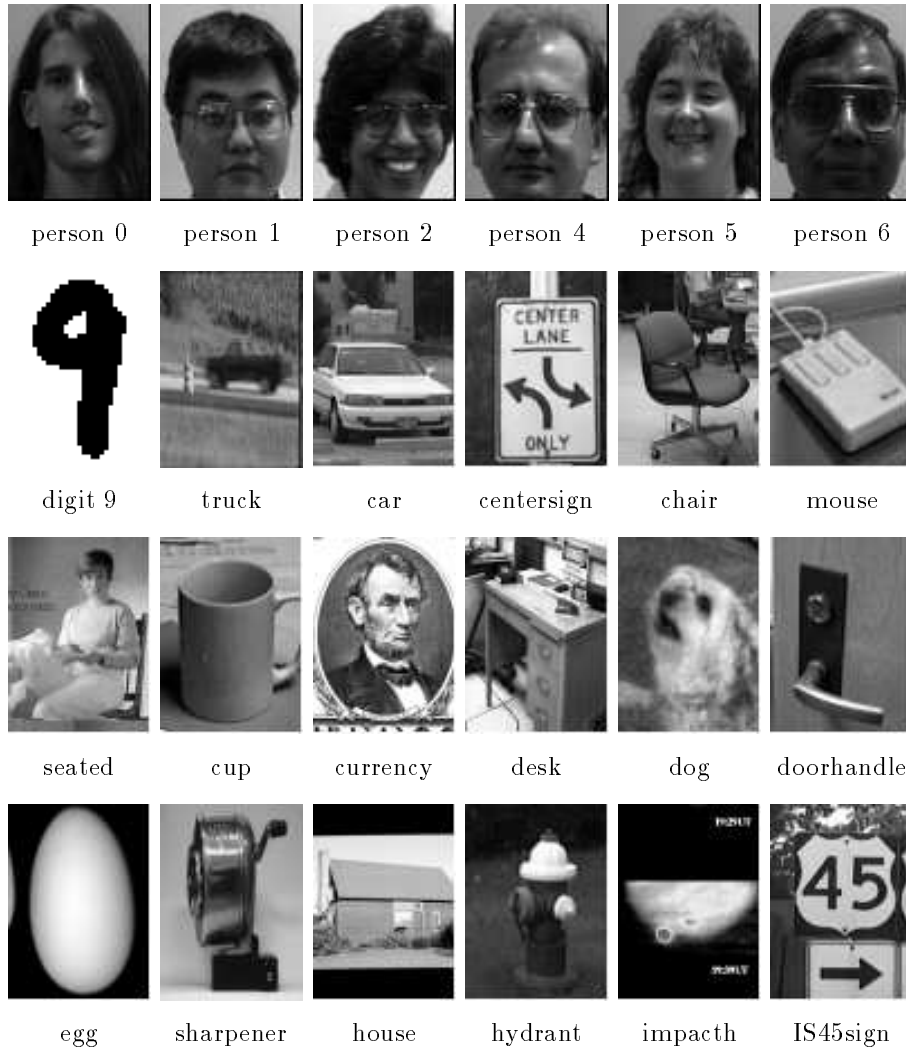 person 0 person 1 person 2 person 4 person 5 person 6
CENTER
LANE
ONLY
digit 9 truck car centersign chair mouse
seated cup currency desk dog doorhandle
45
egg sharpener house hydrant impacth IS45sign